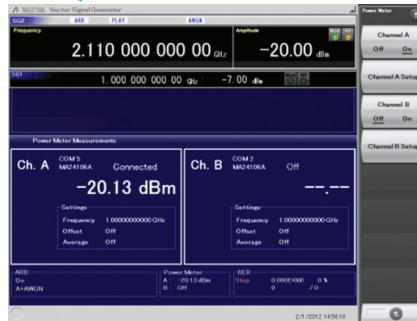 Vector Signal Generator
Power Meter
SG2 ARB PLAY AWGN
Frequency
2.110 000 000 00 GHz
Amplitude
-20.00 dBm
SG1
1.000 000 000 00 GHz
-7.00 dBm
Channel A
Off On
Channel A Setup
Channel B
Off On
Channel B Setup
Power Meter Measurements
Ch. A
COM 5
MA24106A Connected
-20.13 dBm
Settings
Frequency 1.00000000000 GHz
Offset Off
Average Off
Ch. B
COM 2
MA24106A Off
--.--
Settings
Frequency 1.00000000000 GHz
Offset Off
Average Off
ARB
On
A+AWGN
Power Meter
A : -20.13 dBm
B : Off
BER
Stop 0.000E+000 0 %
0 / 0
2/1/2012 14:56:16